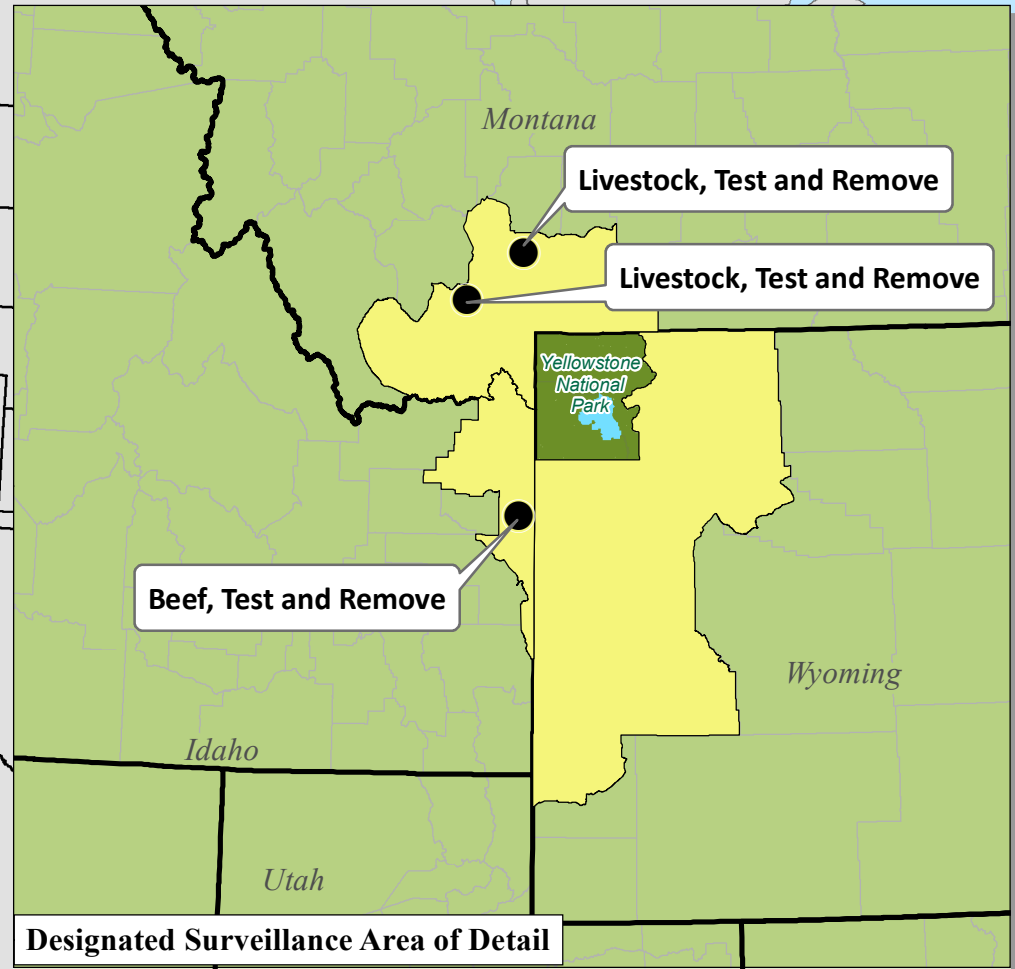 Montana
Livestock, Test and Remove
Livestock, Test and Remove
Yellowstone
National
Park
Beef, Test and Remove
Wyoming
Idaho
Utah
Designated Surveillance Area of Detail